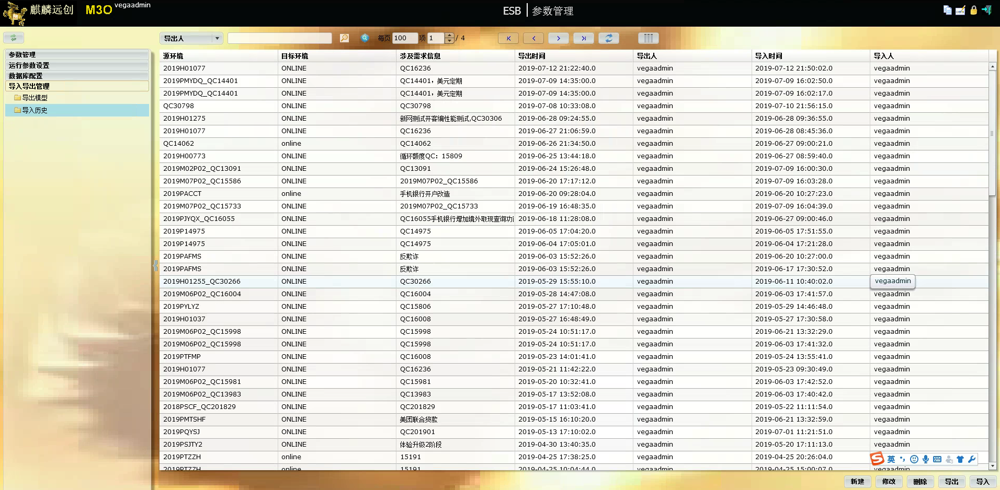 麒麟远创 M3O vegaadmin
ESB | 参数管理
导出人 每页 100 项 1 / 4
参数管理
运行参数设置
数据库配置
导入导出管理
导出模型
导入历史
源环境 目标环境 涉及需求信息 导出时间 导出人 导入时间 导入人
2019H01077 ONLINE QC16236 2019-07-12 21:22:40.0 vegaadmin 2019-07-12 21:50:02.0 vegaadmin
2019PMYDQ_QC14401 ONLINE QC14401，美元定期 2019-07-09 14:35:00.0 vegaadmin 2019-07-09 16:02:50.0 vegaadmin
2019PMYDQ_QC14401 ONLINE QC14401，美元定期 2019-07-09 14:35:00.0 vegaadmin 2019-07-09 16:02:17.0 vegaadmin
QC30798 ONLINE QC30798 2019-07-08 10:33:08.0 vegaadmin 2019-07-10 21:56:15.0 vegaadmin
2019H01275 ONLINE 新网测试开客编性能测试,QC30306 2019-06-28 09:24:55.0 vegaadmin 2019-06-28 09:36:55.0 vegaadmin
2019H01077 ONLINE QC16236 2019-06-27 21:06:59.0 vegaadmin 2019-06-28 08:45:36.0 vegaadmin
QC14062 online QC14062 2019-06-26 21:34:50.0 vegaadmin 2019-06-27 09:00:21.0 vegaadmin
2019H00773 ONLINE 循环额度QC：15809 2019-06-25 13:44:18.0 vegaadmin 2019-06-27 08:59:40.0 vegaadmin
2019M02P02_QC13091 ONLINE QC13091 2019-06-24 15:26:48.0 vegaadmin 2019-07-09 16:00:30.0 vegaadmin
2019M07P02_QC15586 ONLINE 2019M07P02_QC15586 2019-06-20 17:17:12.0 vegaadmin 2019-07-09 16:03:28.0 vegaadmin
2019PACCT online 手机银行开户改造 2019-06-20 09:28:04.0 vegaadmin 2019-06-20 10:27:23.0 vegaadmin
2019M07P02_QC15733 ONLINE 2019M07P02_QC15733 2019-06-19 16:48:35.0 vegaadmin 2019-07-09 16:04:39.0 vegaadmin
2019PJYQX_QC16055 ONLINE QC16055手机银行增加境外取现查询功 2019-06-18 11:28:08.0 vegaadmin 2019-06-27 09:00:46.0 vegaadmin
2019P14975 ONLINE QC14975 2019-06-05 17:04:20.0 vegaadmin 2019-06-05 17:51:55.0 vegaadmin
2019P14975 ONLINE QC14975 2019-06-04 17:05:01.0 vegaadmin 2019-06-04 17:21:28.0 vegaadmin
2019PAFMS ONLINE 反欺诈 2019-06-03 15:52:26.0 vegaadmin 2019-06-20 10:27:00.0 vegaadmin
2019PAFMS ONLINE 反欺诈 2019-06-03 15:52:26.0 vegaadmin 2019-06-17 17:30:52.0 vegaadmin
2019H01255_QC30266 ONLINE QC30266 2019-05-29 15:55:10.0 vegaadmin 2019-06-11 10:40:02.0 vegaadmin
2019M06P02_QC16004 ONLINE QC16004 2019-05-28 14:47:08.0 vegaadmin 2019-06-03 17:41:57.0 vegaadmin
2019PYLYZ ONLINE QC15806 2019-05-27 17:10:48.0 vegaadmin 2019-05-29 14:46:48.0 vegaadmin
2019H01037 ONLINE QC16008 2019-05-27 16:48:49.0 vegaadmin 2019-05-27 17:30:58.0 vegaadmin
2019M06P02_QC15998 ONLINE QC15998 2019-05-24 10:51:17.0 vegaadmin 2019-06-21 13:32:29.0 vegaadmin
2019M06P02_QC15998 ONLINE QC15998 2019-05-24 10:51:17.0 vegaadmin 2019-06-03 17:41:32.0 vegaadmin
2019PTFMP ONLINE QC16008 2019-05-23 14:01:41.0 vegaadmin 2019-05-24 13:55:41.0 vegaadmin
2019H01077 ONLINE QC16236 2019-05-21 11:42:22.0 vegaadmin 2019-05-23 09:30:49.0 vegaadmin
2019M06P02_QC15981 ONLINE QC15981 2019-05-20 10:32:41.0 vegaadmin 2019-06-03 17:42:52.0 vegaadmin
2019M06P02_QC13983 ONLINE QC13983 2019-05-17 13:52:08.0 vegaadmin 2019-06-03 17:40:42.0 vegaadmin
2018PSCF_QC201829 ONLINE QC201829 2019-05-17 11:03:41.0 vegaadmin 2019-05-22 11:11:54.0 vegaadmin
2019PMTSHF ONLINE 美团联合贷款 2019-05-15 16:10:20.0 vegaadmin 2019-06-21 13:32:59.0 vegaadmin
2019PQYSJ ONLINE QC201901 2019-05-13 17:10:02.0 vegaadmin 2019-07-01 11:21:51.0 vegaadmin
2019PSJTY2 ONLINE 体验升级2阶段 2019-04-30 13:40:35.0 vegaadmin 2019-05-20 17:11:13.0 vegaadmin
2019PTZZH online 15191 2019-04-25 17:38:25.0 vegaadmin 2019-04-25 20:26:04.0 英
2019PTZZH online 15191 2019-04-25 10:04:44.0 vegaadmin 2019-04-25 15:00:07.0 vegaadmin
新建 修改 删除 导出 导入